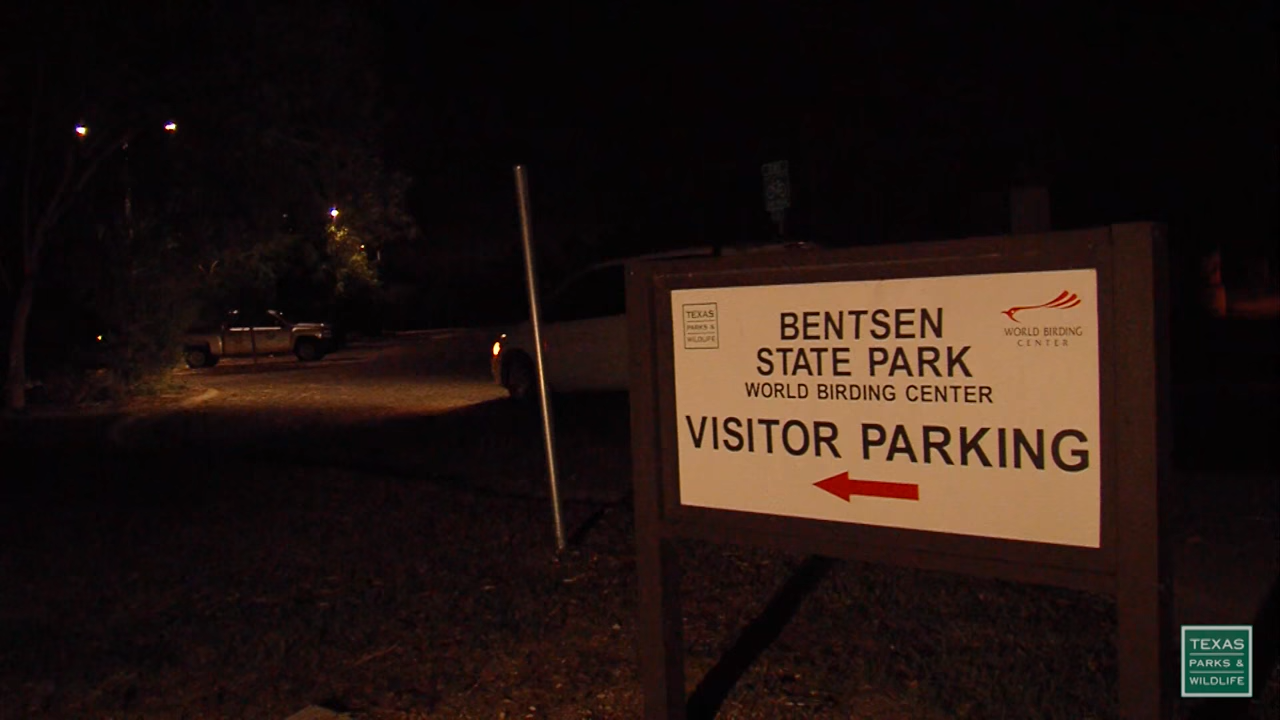 TEXAS
PARKS &
WILDLIFE
BENTSEN
STATE PARK
WORLD BIRDING CENTER
WORLD BIRDING
CENTER
VISITOR PARKING
TEXAS
PARKS &
WILDLIFE